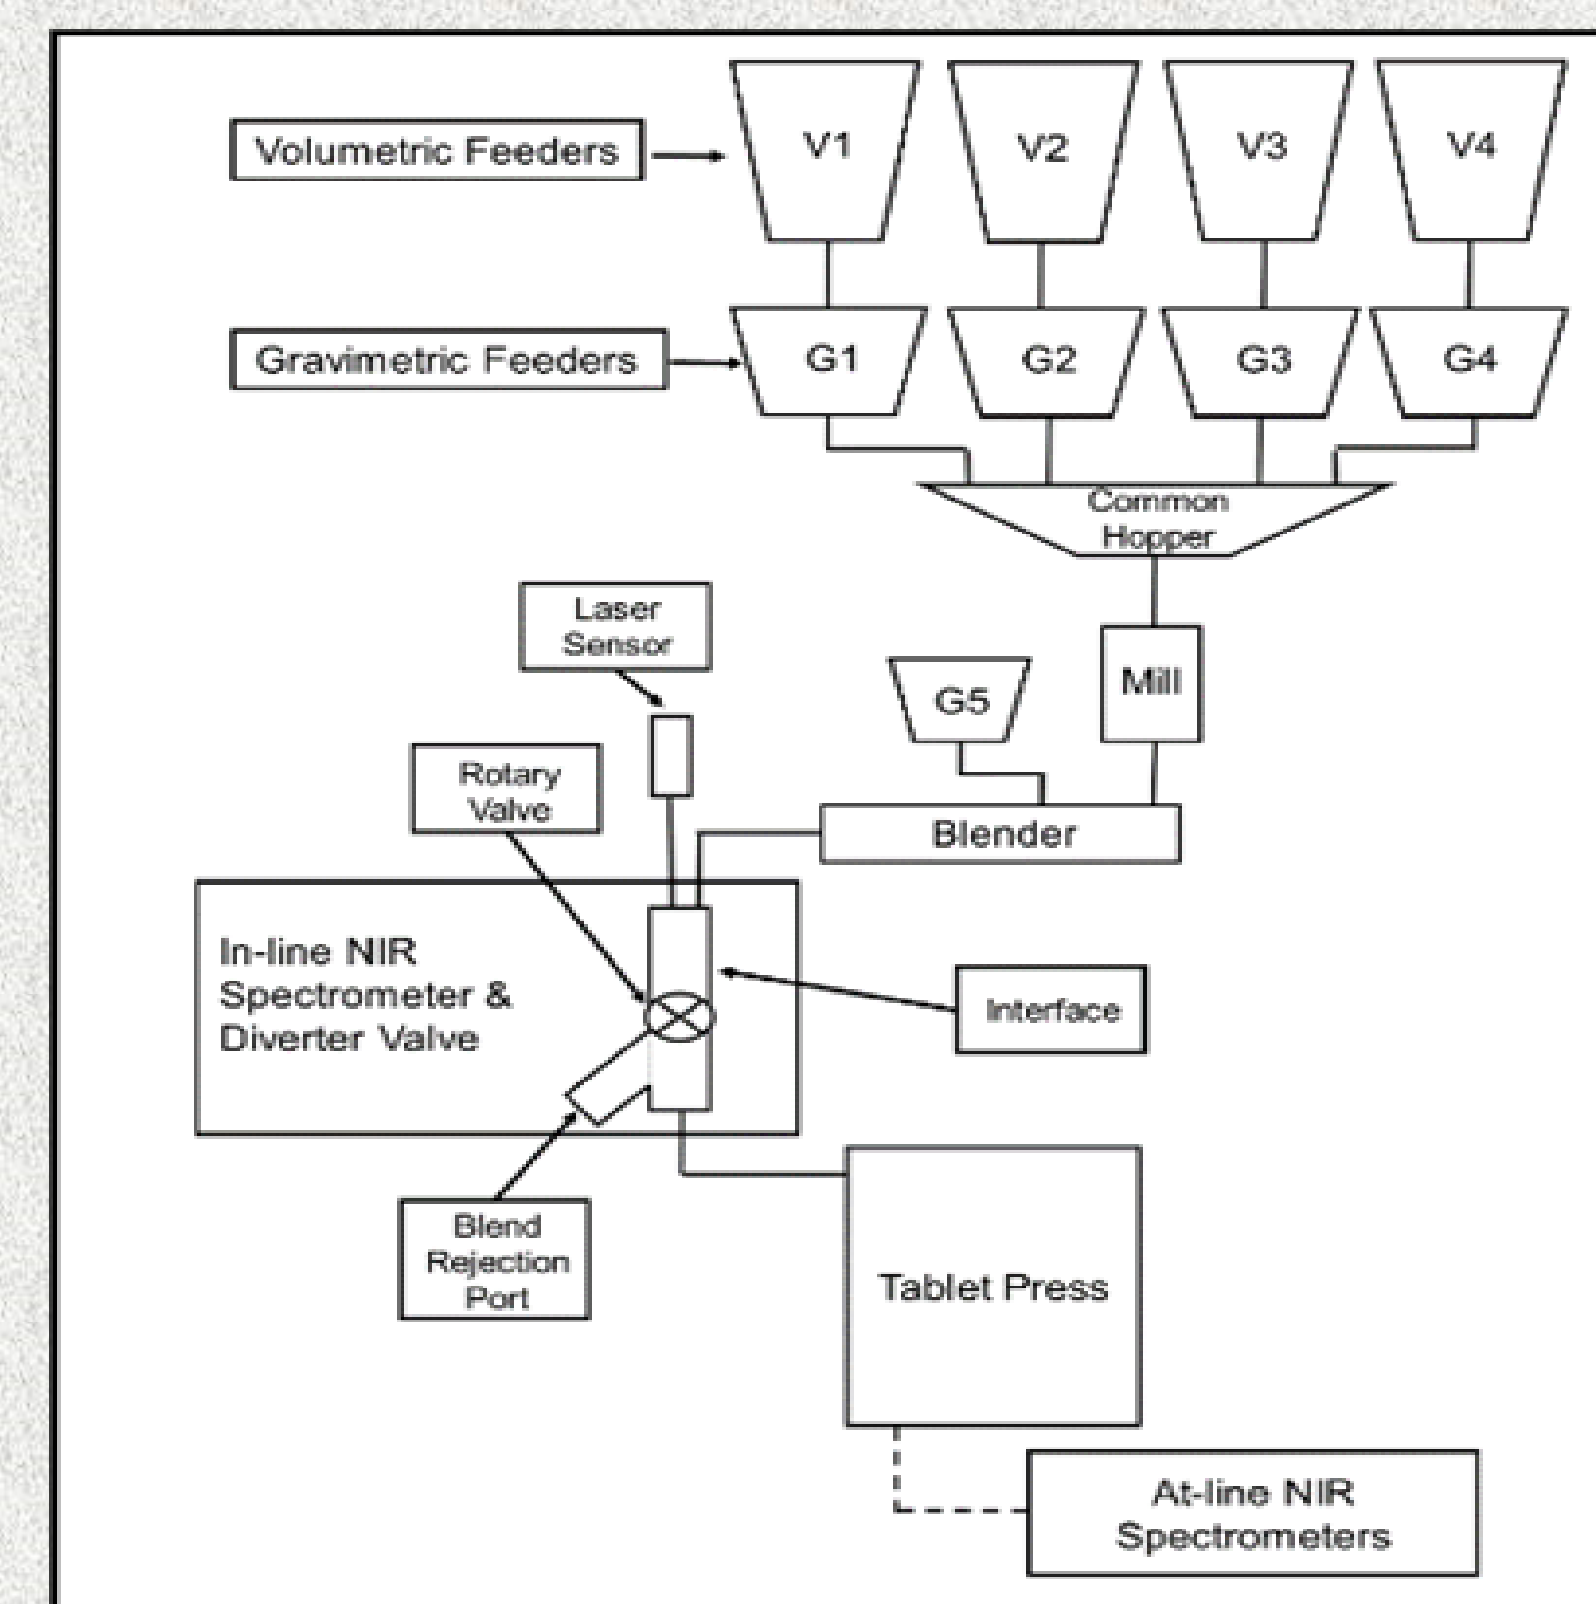 Volumetric Feeders
V1
V2
V3
V4
Gravimetric Feeders
G1
G2
G3
G4
Common
Hopper
Laser
Sensor
Mill
G5
Rotary
Valve
Blender
In-line NIR
Spectrometer &
Diverter Valve
Interface
Blend
Rejection
Port
Tablet Press
At-line NIR
Spectrometers